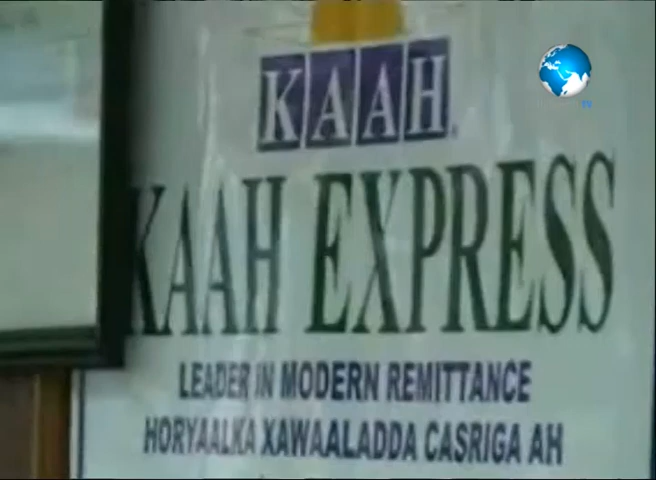 KAAH
KAAH EXPRESS
LEADER IN MODERN REMITTANCE
HORYAALKA XAWAALADDA CASRIGA AH